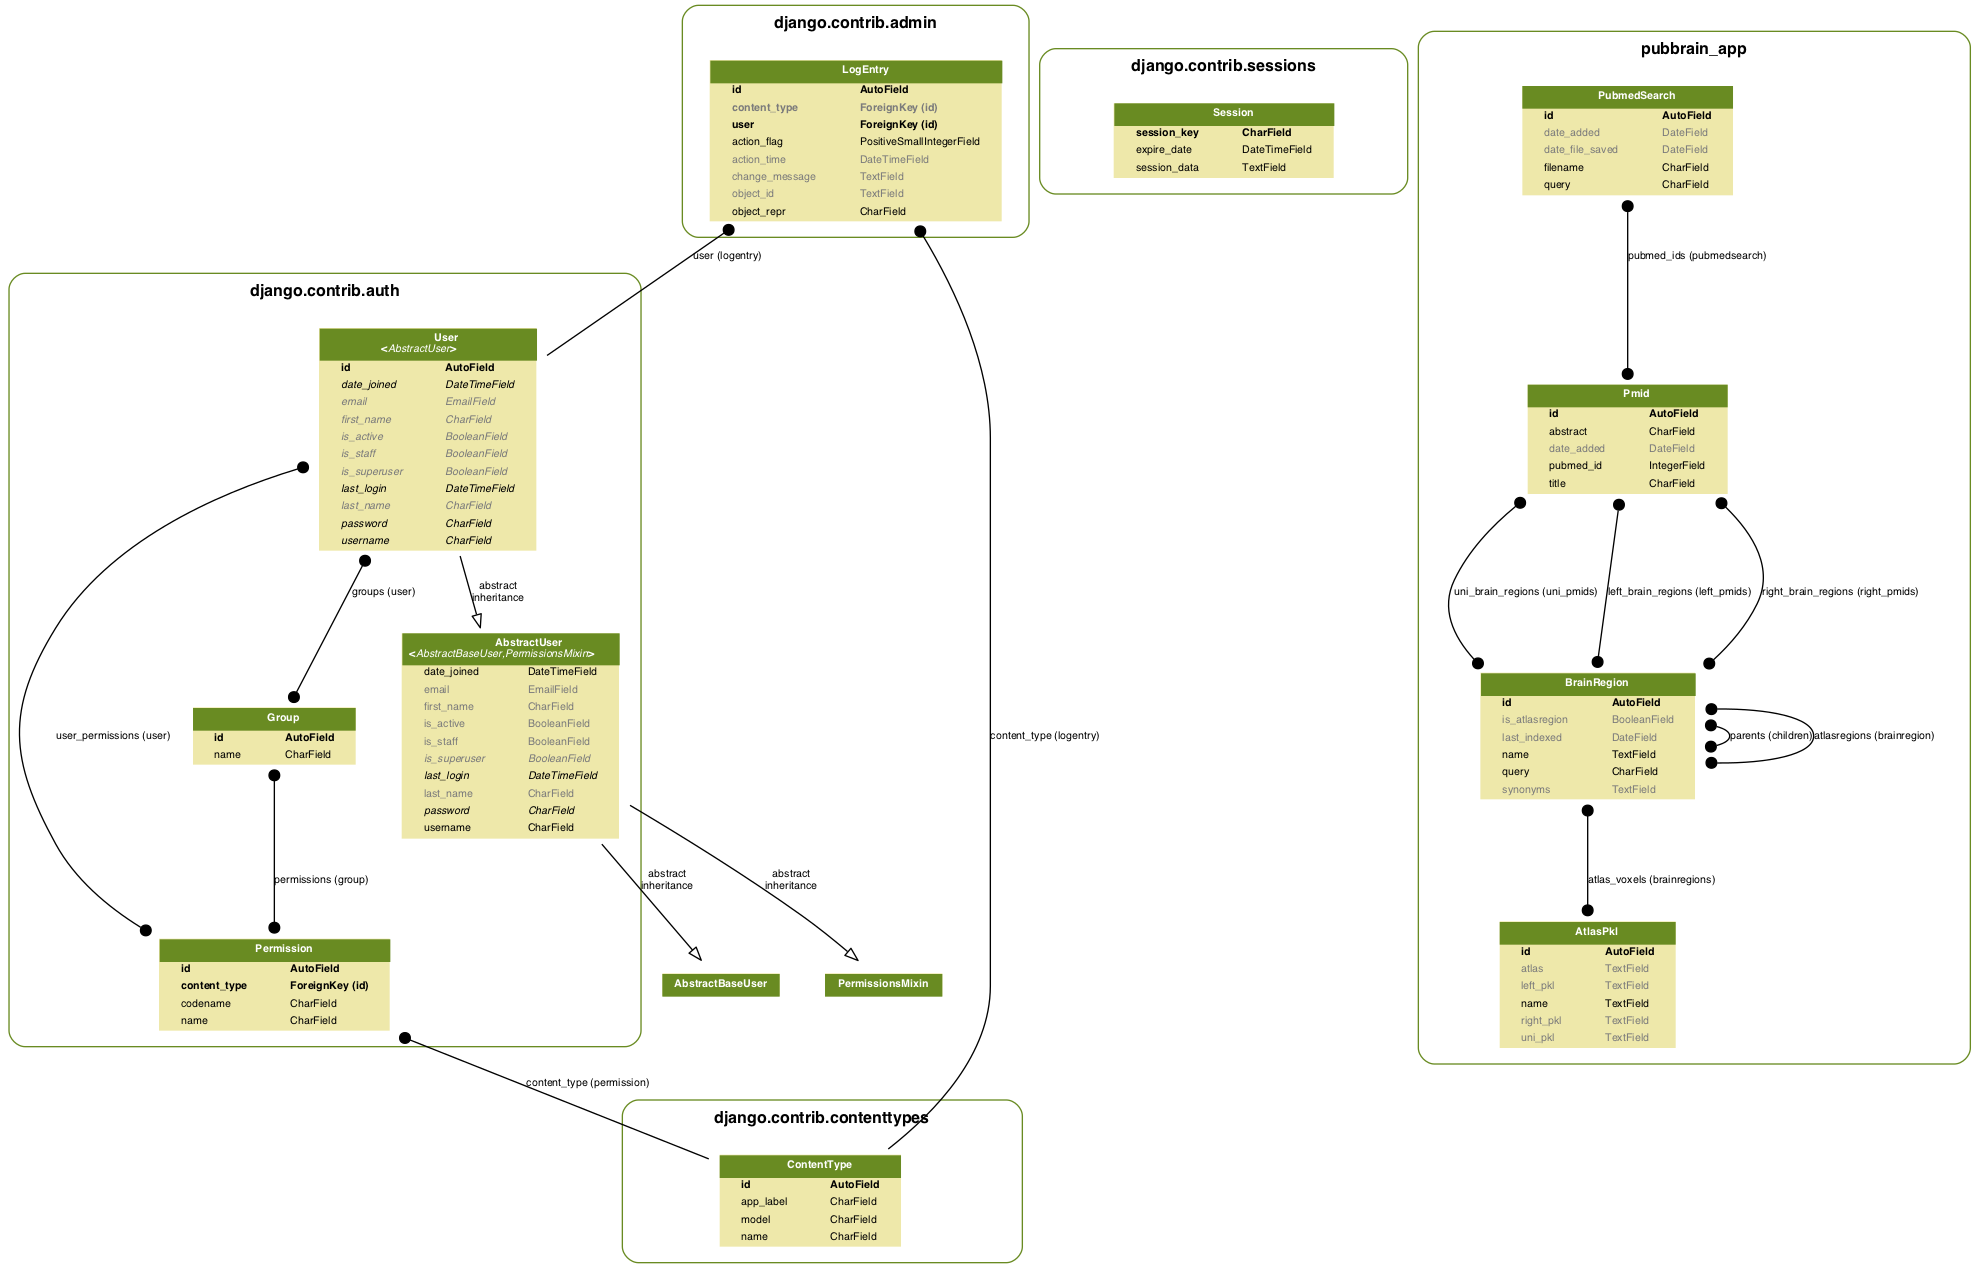 django.contrib.admin
LogEntry
id AutoField
content_type ForeignKey (id)
user ForeignKey (id)
action_flag PositiveSmallIntegerField
action_time DateTimeField
change_message TextField
object_id TextField
object_repr CharField
user (logentry)
content_type (logentry)
django.contrib.sessions
Session
session_key CharField
expire_date DateTimeField
session_data TextField
django.contrib.auth
User
<AbstractUser>
id AutoField
date_joined DateTimeField
email EmailField
first_name CharField
is_active BooleanField
is_staff BooleanField
is_superuser BooleanField
last_login DateTimeField
last_name CharField
password CharField
username CharField
groups (user)
abstract
inheritance
user_permissions (user)
AbstractUser
<AbstractBaseUser,PermissionsMixin>
date_joined DateTimeField
email EmailField
first_name CharField
is_active BooleanField
is_staff BooleanField
is_superuser BooleanField
last_login DateTimeField
last_name CharField
password CharField
username CharField
Group
id AutoField
name CharField
permissions (group)
abstract
inheritance
abstract
inheritance
AbstractBaseUser
PermissionsMixin
Permission
id AutoField
content_type ForeignKey (id)
codename CharField
name CharField
content_type (permission)
django.contrib.contenttypes
ContentType
id AutoField
app_label CharField
model CharField
name CharField
pubbrain_app
PubmedSearch
id AutoField
date_added DateField
date_file_saved DateField
filename CharField
query CharField
pubmed_ids (pubmedsearch)
Pmid
id AutoField
abstract CharField
date_added DateField
pubmed_id IntegerField
title CharField
uni_brain_regions (uni_pmids)
left_brain_regions (left_pmids)
right_brain_regions (right_pmids)
BrainRegion
id AutoField
is_atlasregion BooleanField
last_indexed DateField
name TextField
query CharField
synonyms TextField
parents (children)
atlasregions (brainregion)
atlas_voxels (brainregions)
AtlasPkl
id AutoField
atlas TextField
left_pkl TextField
name TextField
right_pkl TextField
uni_pkl TextField